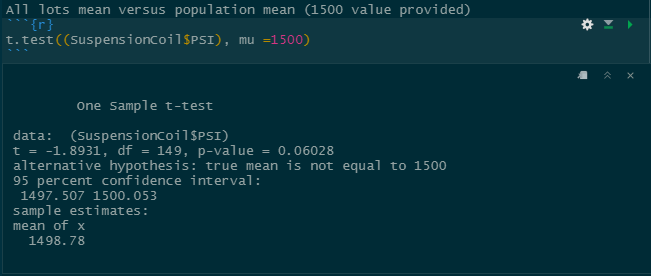 All lots mean versus population mean (1500 value provided)
```{r}
t.test((SuspensionCoil$PSI), mu =1500)
```
One Sample t-test
data:  (SuspensionCoil$PSI)
t = -1.8931, df = 149, p-value = 0.06028
alternative hypothesis: true mean is not equal to 1500
95 percent confidence interval:
 1497.507 1500.053
sample estimates:
mean of x
  1498.78